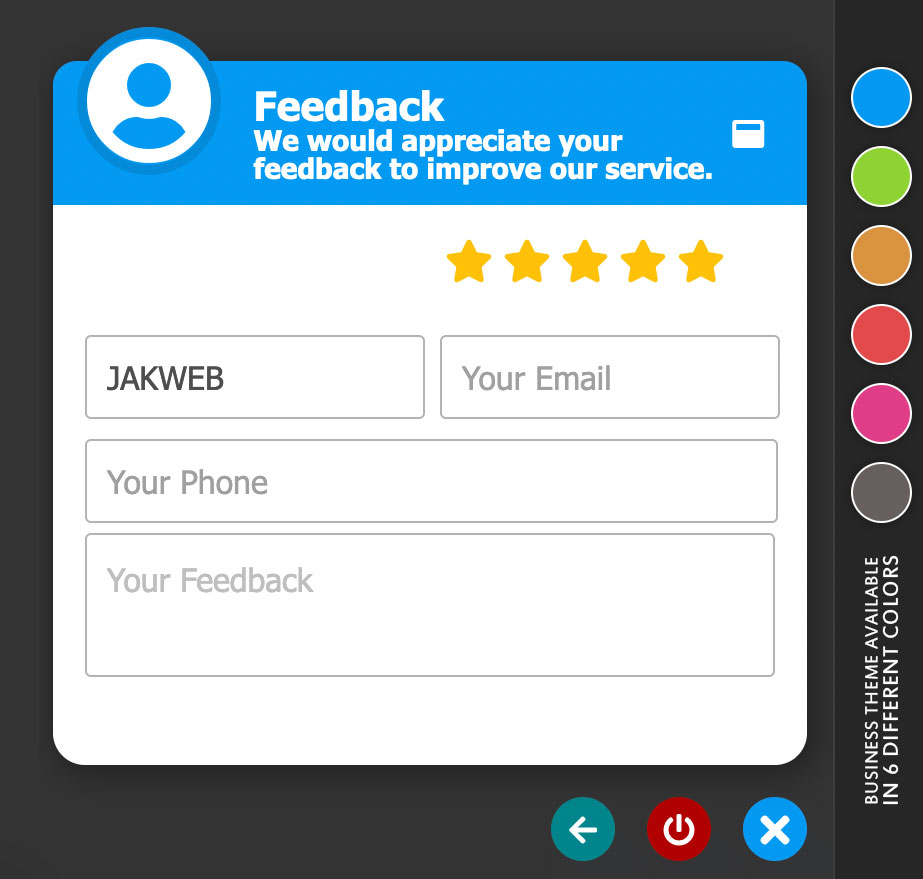 Feedback
We would appreciate your
feedback to improve our service.
JAKWEB
Your Email
Your Phone
Your Feedback
BUSINESS THEME AVAILABLE
IN 6 DIFFERENT COLORS